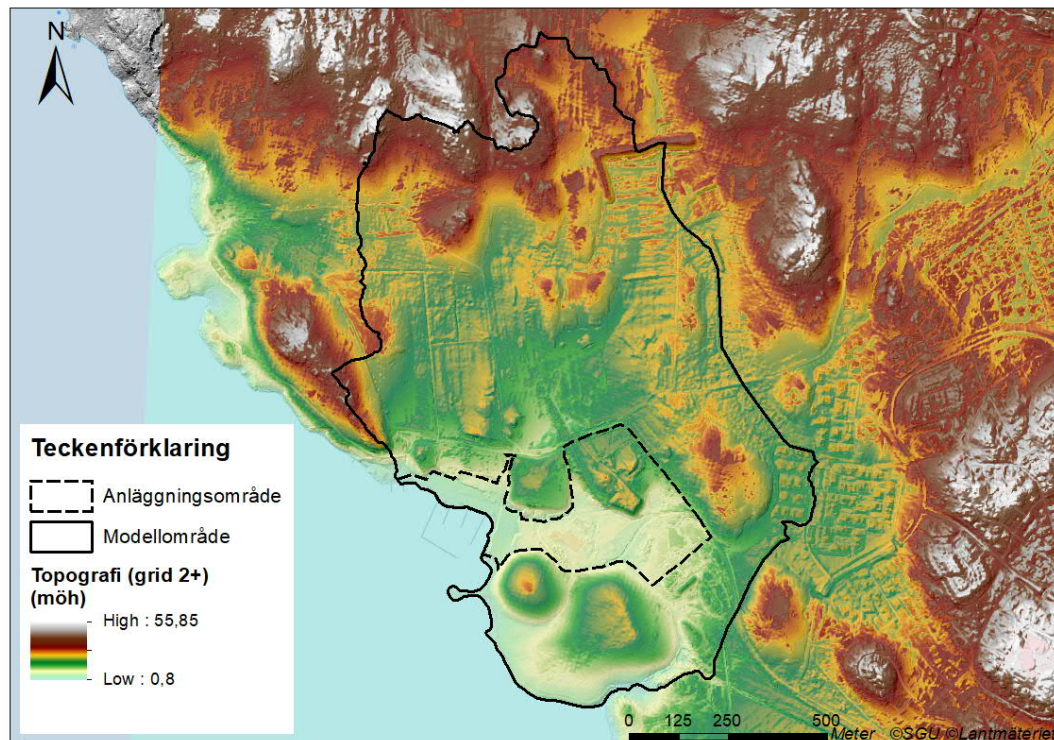 N
Teckenförklaring
Anläggningsområde
Modellområde
Topografi (grid 2+)
(möh)
High : 55,85
Low : 0,8
0 125 250 500
Meter ©SGU ©Lantmäteriet